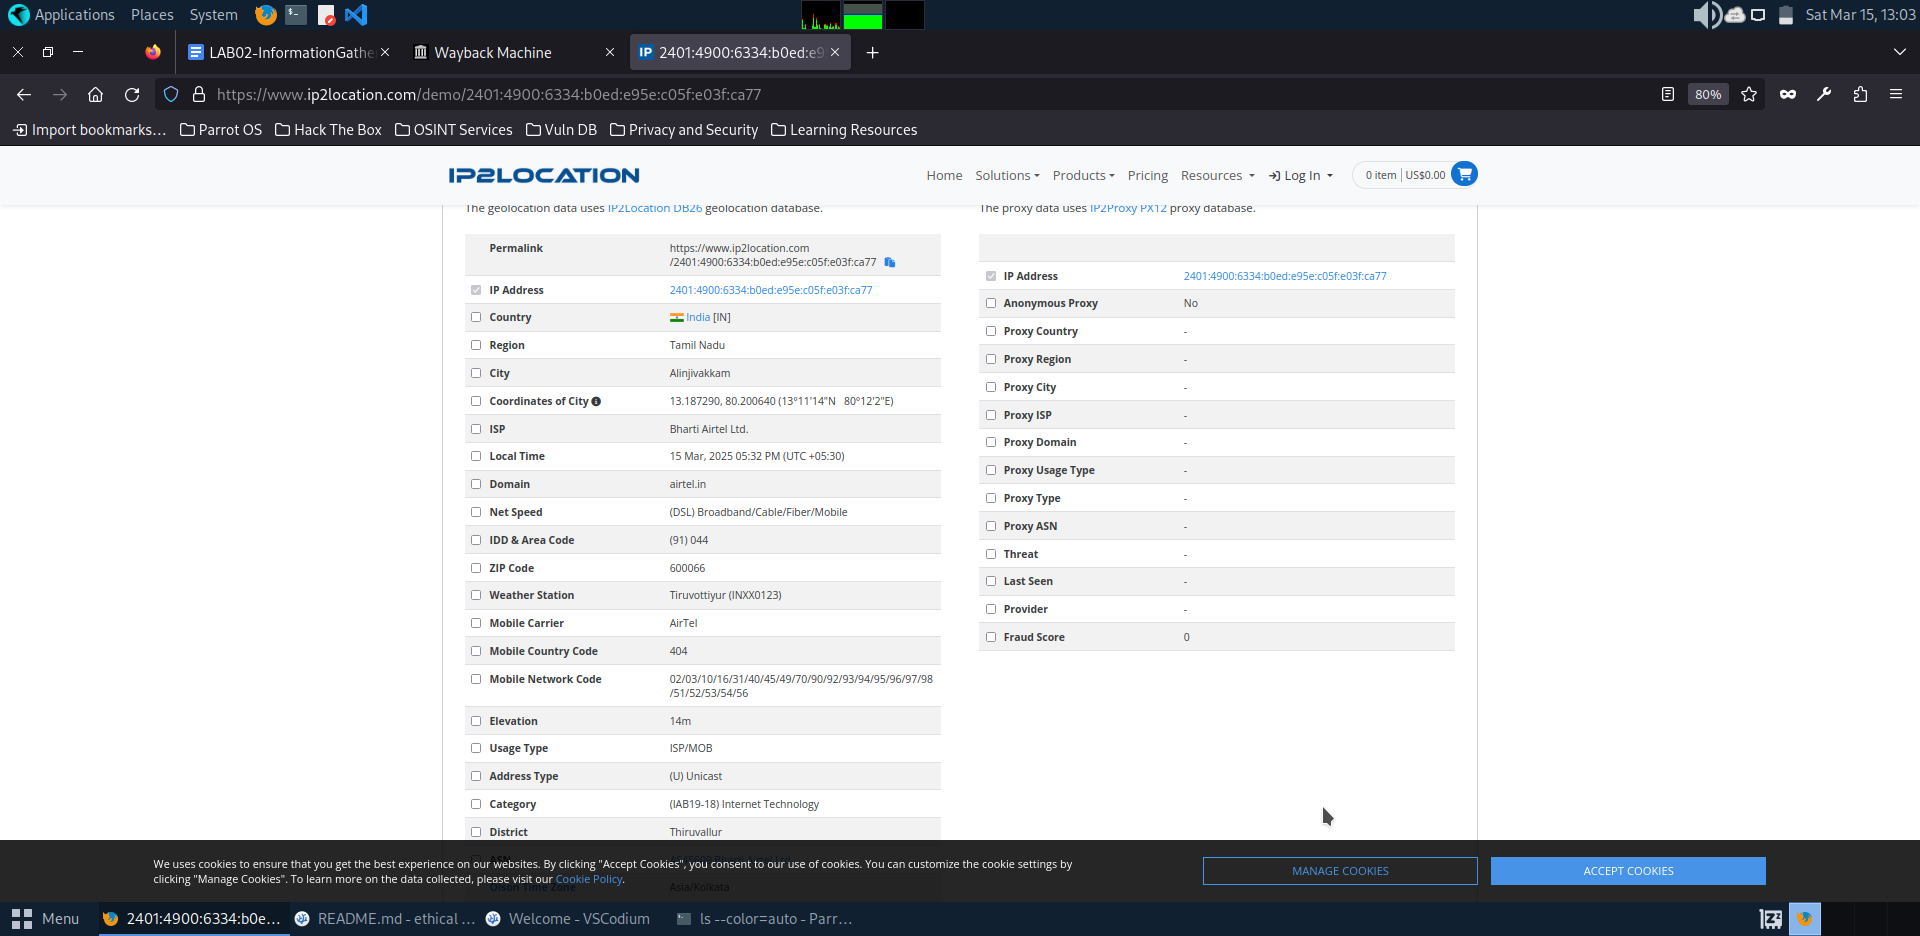 Applications Places System
Sat Mar 15, 13:03
LAB02-InformationGathe
Wayback Machine
IP 2401:4900:6334:b0ed:e9
https://www.ip2location.com/demo/2401:4900:6334:b0ed:e95e:c05f:e03f:ca77
80%
Import bookmarks…
Parrot OS
Hack The Box
OSINT Services
Vuln DB
Privacy and Security
Learning Resources
IP2LOCATION
Home Solutions Products Pricing Resources Log In
0 item US$0.00
The geolocation data uses IP2Location DB26 geolocation database.
Permalink https://www.ip2location.com
/2401:4900:6334:b0ed:e95e:c05f:e03f:ca77
IP Address 2401:4900:6334:b0ed:e95e:c05f:e03f:ca77
Country India [IN]
Region Tamil Nadu
City Alinjivakkam
Coordinates of City 13.187290, 80.200640 (13°11'14"N 80°12'2"E)
ISP Bharti Airtel Ltd.
Local Time 15 Mar, 2025 05:32 PM (UTC +05:30)
Domain airtel.in
Net Speed (DSL) Broadband/Cable/Fiber/Mobile
IDD & Area Code (91) 044
ZIP Code 600066
Weather Station Tiruvottiyur (INXX0123)
Mobile Carrier AirTel
Mobile Country Code 404
Mobile Network Code 02/03/10/16/31/40/45/49/70/90/92/93/94/95/96/97/98
/51/52/53/54/56
Elevation 14m
Usage Type ISP/MOB
Address Type (U) Unicast
Category (IAB19-18) Internet Technology
District Thiruvallur
ASN
Olson Time Zone Asia/Kolkata
The proxy data uses IP2Proxy PX12 proxy database.
IP Address 2401:4900:6334:b0ed:e95e:c05f:e03f:ca77
Anonymous Proxy No
Proxy Country -
Proxy Region -
Proxy City -
Proxy ISP -
Proxy Domain -
Proxy Usage Type -
Proxy Type -
Proxy ASN -
Threat -
Last Seen -
Provider -
Fraud Score 0
We uses cookies to ensure that you get the best experience on our websites. By clicking "Accept Cookies", you consent to our use of cookies. You can customize the cookie settings by
clicking "Manage Cookies". To learn more on the data collected, please visit our Cookie Policy.
MANAGE COOKIES
ACCEPT COOKIES
Menu
2401:4900:6334:b0e…
README.md - ethical …
Welcome - VSCodium
ls --color=auto - Parr…